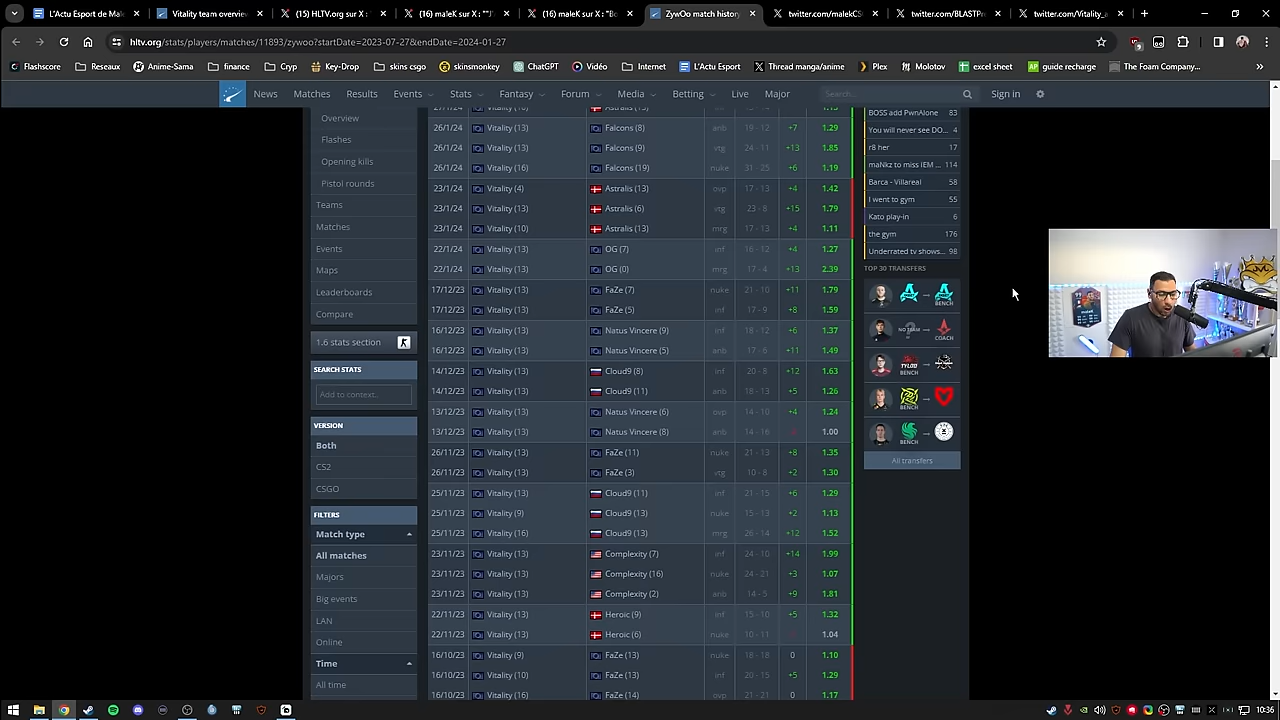 L'Actu Esport de Male
Vitality team overview
(15) HLTV.org sur X :
(16) maleK sur X :
(16) maleK sur X : "Bo
ZywOo match history
twitter.com/malekCS
twitter.com/BLASTPre
twitter.com/Vitality_
hltv.org/stats/players/matches/11893/zywoo?startDate=2023-07-27&endDate=2024-01-27
Flashscore
Reseaux
Anime-Sama
finance
Cryp
Key-Drop
skins csgo
skinsmonkey
ChatGPT
Vidéo
Internet
L'Actu Esport
Thread manga/anime
Plex
Molotov
excel sheet
guide recharge
The Foam Company...
News
Matches
Results
Events
Stats
Fantasy
Forum
Media
Betting
Live
Major
Search...
Sign in
Overview
Flashes
Opening kills
Pistol rounds
Teams
Matches
Events
Maps
Leaderboards
Compare
1.6 stats section
SEARCH STATS
Add to context..
VERSION
Both
CS2
CSGO
FILTERS
Match type
All matches
Majors
Big events
LAN
Online
Time
All time
26/1/24 Vitality (13) Falcons (8) anb 19 - 12 +7 1.29
26/1/24 Vitality (13) Falcons (9) vtg 24 - 11 +13 1.85
26/1/24 Vitality (13) Falcons (19) nuke 31 - 25 +6 1.19
23/1/24 Vitality (4) Astralis (13) ovp 17 - 13 +4 1.42
23/1/24 Vitality (13) Astralis (6) vtg 23 - 8 +15 1.79
23/1/24 Vitality (10) Astralis (13) mrg 17 - 13 +4 1.11
22/1/24 Vitality (13) OG (7) inf 16 - 12 +4 1.27
22/1/24 Vitality (13) OG (0) mrg 17 - 4 +13 2.39
17/12/23 Vitality (13) FaZe (7) nuke 21 - 10 +11 1.79
17/12/23 Vitality (13) FaZe (5) inf 17 - 9 +8 1.59
16/12/23 Vitality (13) Natus Vincere (9) inf 18 - 12 +6 1.37
16/12/23 Vitality (13) Natus Vincere (5) anb 17 - 6 +11 1.49
14/12/23 Vitality (13) Cloud9 (8) inf 20 - 8 +12 1.63
14/12/23 Vitality (13) Cloud9 (11) anb 18 - 13 +5 1.26
13/12/23 Vitality (13) Natus Vincere (6) ovp 14 - 10 +4 1.24
13/12/23 Vitality (13) Natus Vincere (8) anb 14 - 16 1.00
26/11/23 Vitality (13) FaZe (11) nuke 21 - 13 +8 1.35
26/11/23 Vitality (13) FaZe (3) vtg 10 - 8 +2 1.30
25/11/23 Vitality (13) Cloud9 (11) inf 21 - 15 +6 1.29
25/11/23 Vitality (9) Cloud9 (13) nuke 15 - 13 +2 1.13
25/11/23 Vitality (16) Cloud9 (13) mrg 26 - 14 +12 1.52
23/11/23 Vitality (13) Complexity (7) inf 24 - 10 +14 1.99
23/11/23 Vitality (13) Complexity (16) nuke 24 - 21 +3 1.07
23/11/23 Vitality (13) Complexity (2) anb 14 - 5 +9 1.81
22/11/23 Vitality (13) Heroic (9) inf 15 - 10 +5 1.32
22/11/23 Vitality (13) Heroic (6) nuke 10 - 11 1.04
16/10/23 Vitality (9) FaZe (13) nuke 18 - 18 0 1.10
16/10/23 Vitality (10) FaZe (13) inf 20 - 15 +5 1.29
16/10/23 Vitality (16) FaZe (14) ovp 21 - 21 0 1.17
BOSS add PwnAlone 83
You will never see DO... 4
r8 her 17
maNkz to miss IEM ... 114
Barca - Villareal 58
I went to gym 55
Kato play-in 6
the gym 176
Underrated tv shows... 98
TOP 30 TRANSFERS
BENCH
NO TEAM
COACH
BENCH
BENCH
BENCH
All transfers
10:36